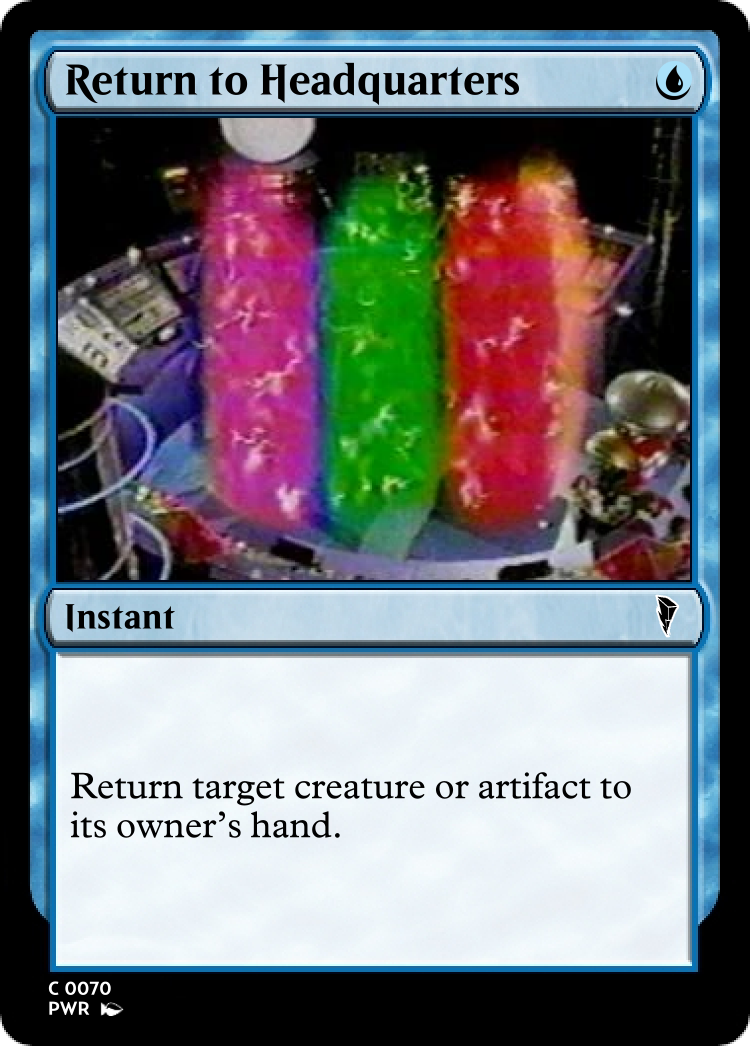 Return to Headquarters
Instant
Return target creature or artifact to
its owner's hand.
C 0070
PWR